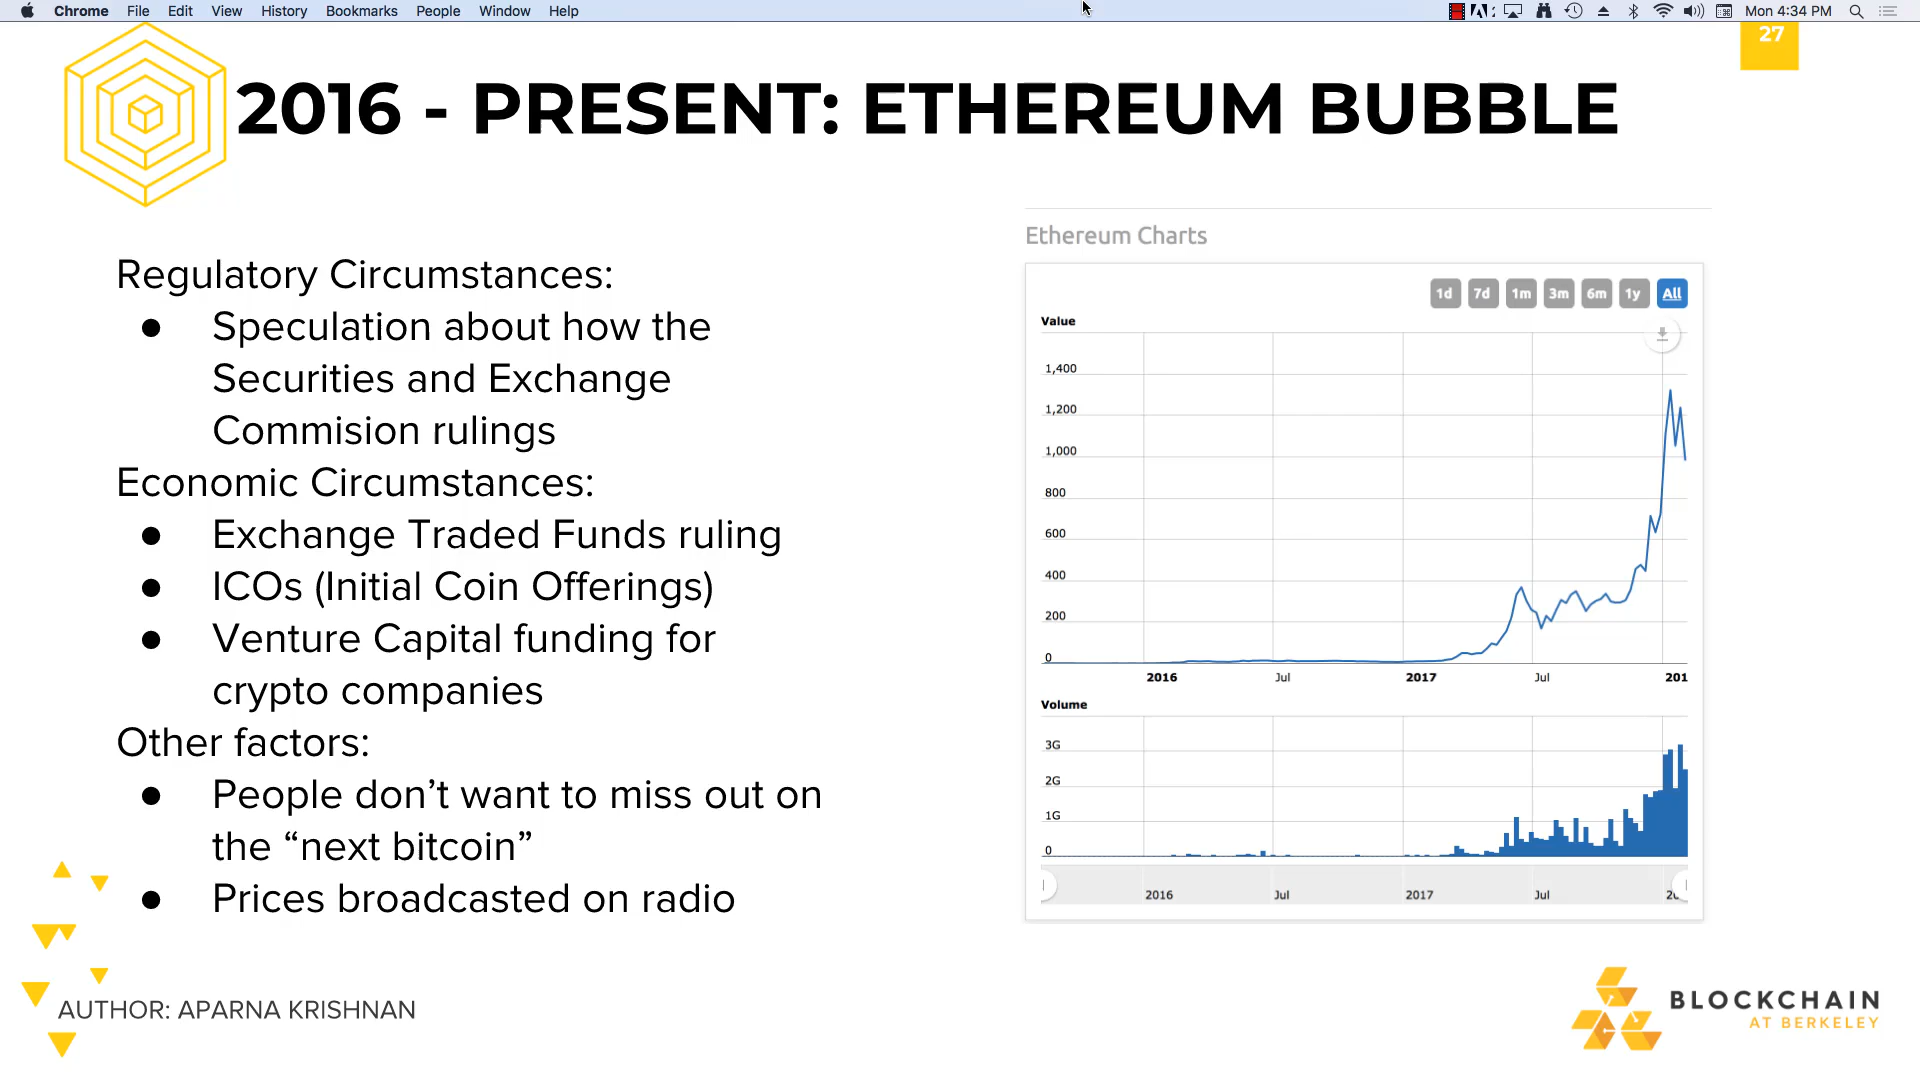 Chrome File Edit View History Bookmarks People Window Help Mon 4:34 PM
27
2016 - PRESENT: ETHEREUM BUBBLE
Regulatory Circumstances:
● Speculation about how the
Securities and Exchange
Commision rulings
Economic Circumstances:
● Exchange Traded Funds ruling
● ICOs (Initial Coin Offerings)
● Venture Capital funding for
crypto companies
Other factors:
● People don’t want to miss out on
the “next bitcoin”
● Prices broadcasted on radio
AUTHOR: APARNA KRISHNAN
Ethereum Charts
1d 7d 1m 3m 6m 1y All
Value
1,400
1,200
1,000
800
600
400
200
0
2016 Jul 2017 Jul 201
Volume
3G
2G
1G
0
2016 Jul 2017 Jul 20
BLOCKCHAIN
AT BERKELEY